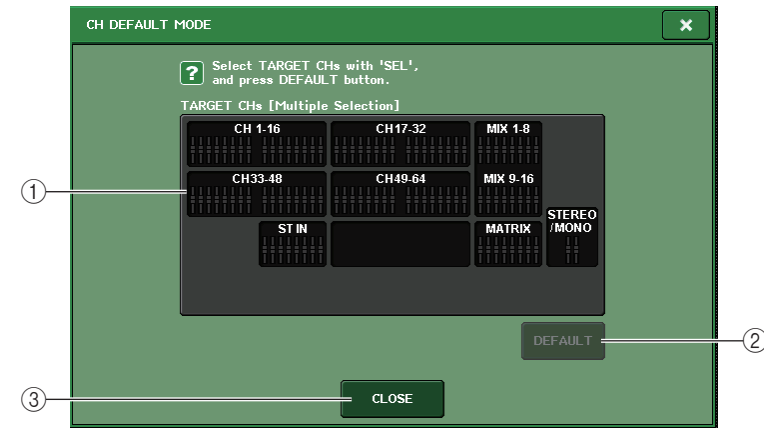 CH DEFAULT MODE
×
? Select TARGET CHs with 'SEL',
and press DEFAULT button.
TARGET CHs [Multiple Selection]
CH 1-16 CH17-32 MIX 1-8
① CH33-48 CH49-64 MIX 9-16
ST IN MATRIX STEREO
/MONO
DEFAULT ②
③ CLOSE